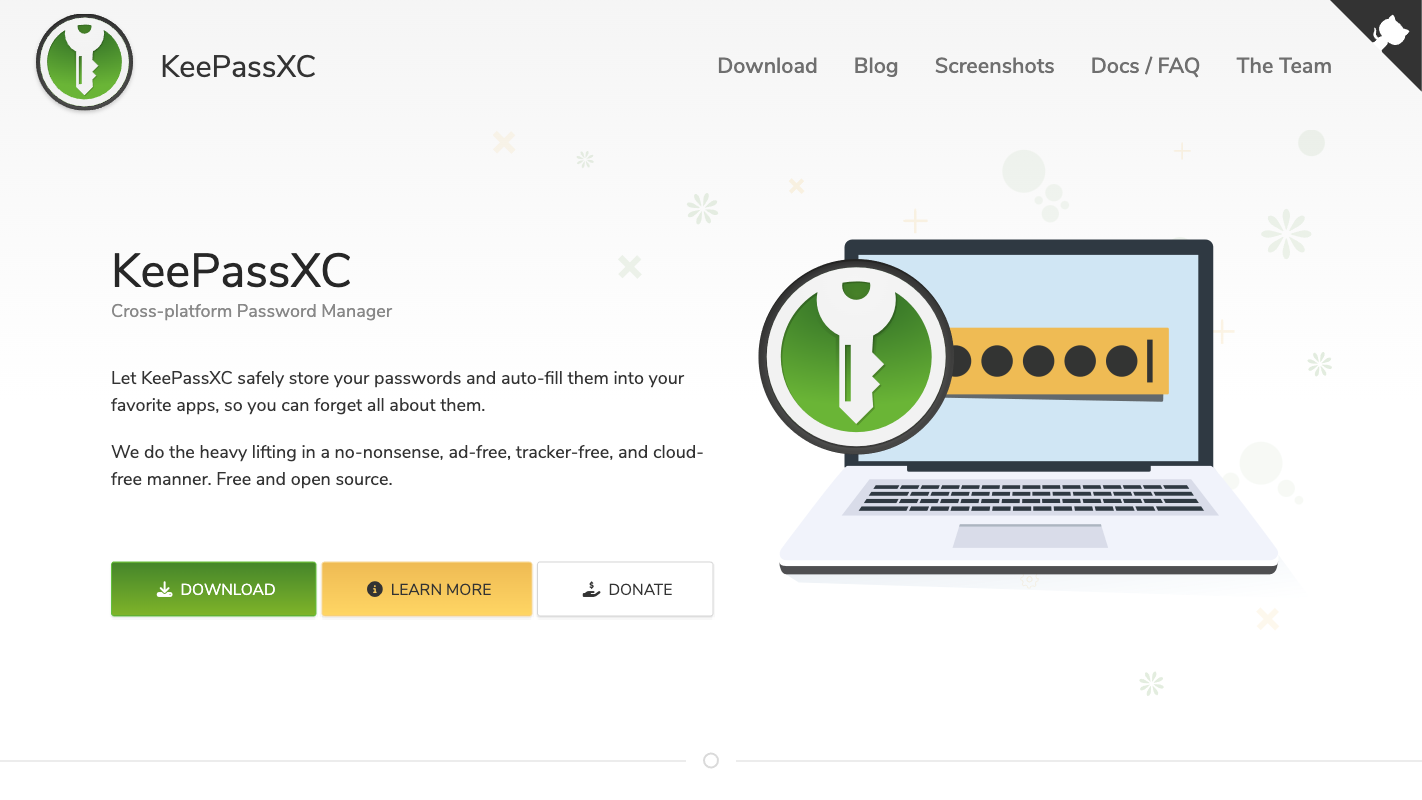 KeePassXC
Download
Blog
Screenshots
Docs / FAQ
The Team
KeePassXC
Cross-platform Password Manager
Let KeePassXC safely store your passwords and auto-fill them into your
favorite apps, so you can forget all about them.
We do the heavy lifting in a no-nonsense, ad-free, tracker-free, and cloud-
free manner. Free and open source.
DOWNLOAD
LEARN MORE
DONATE